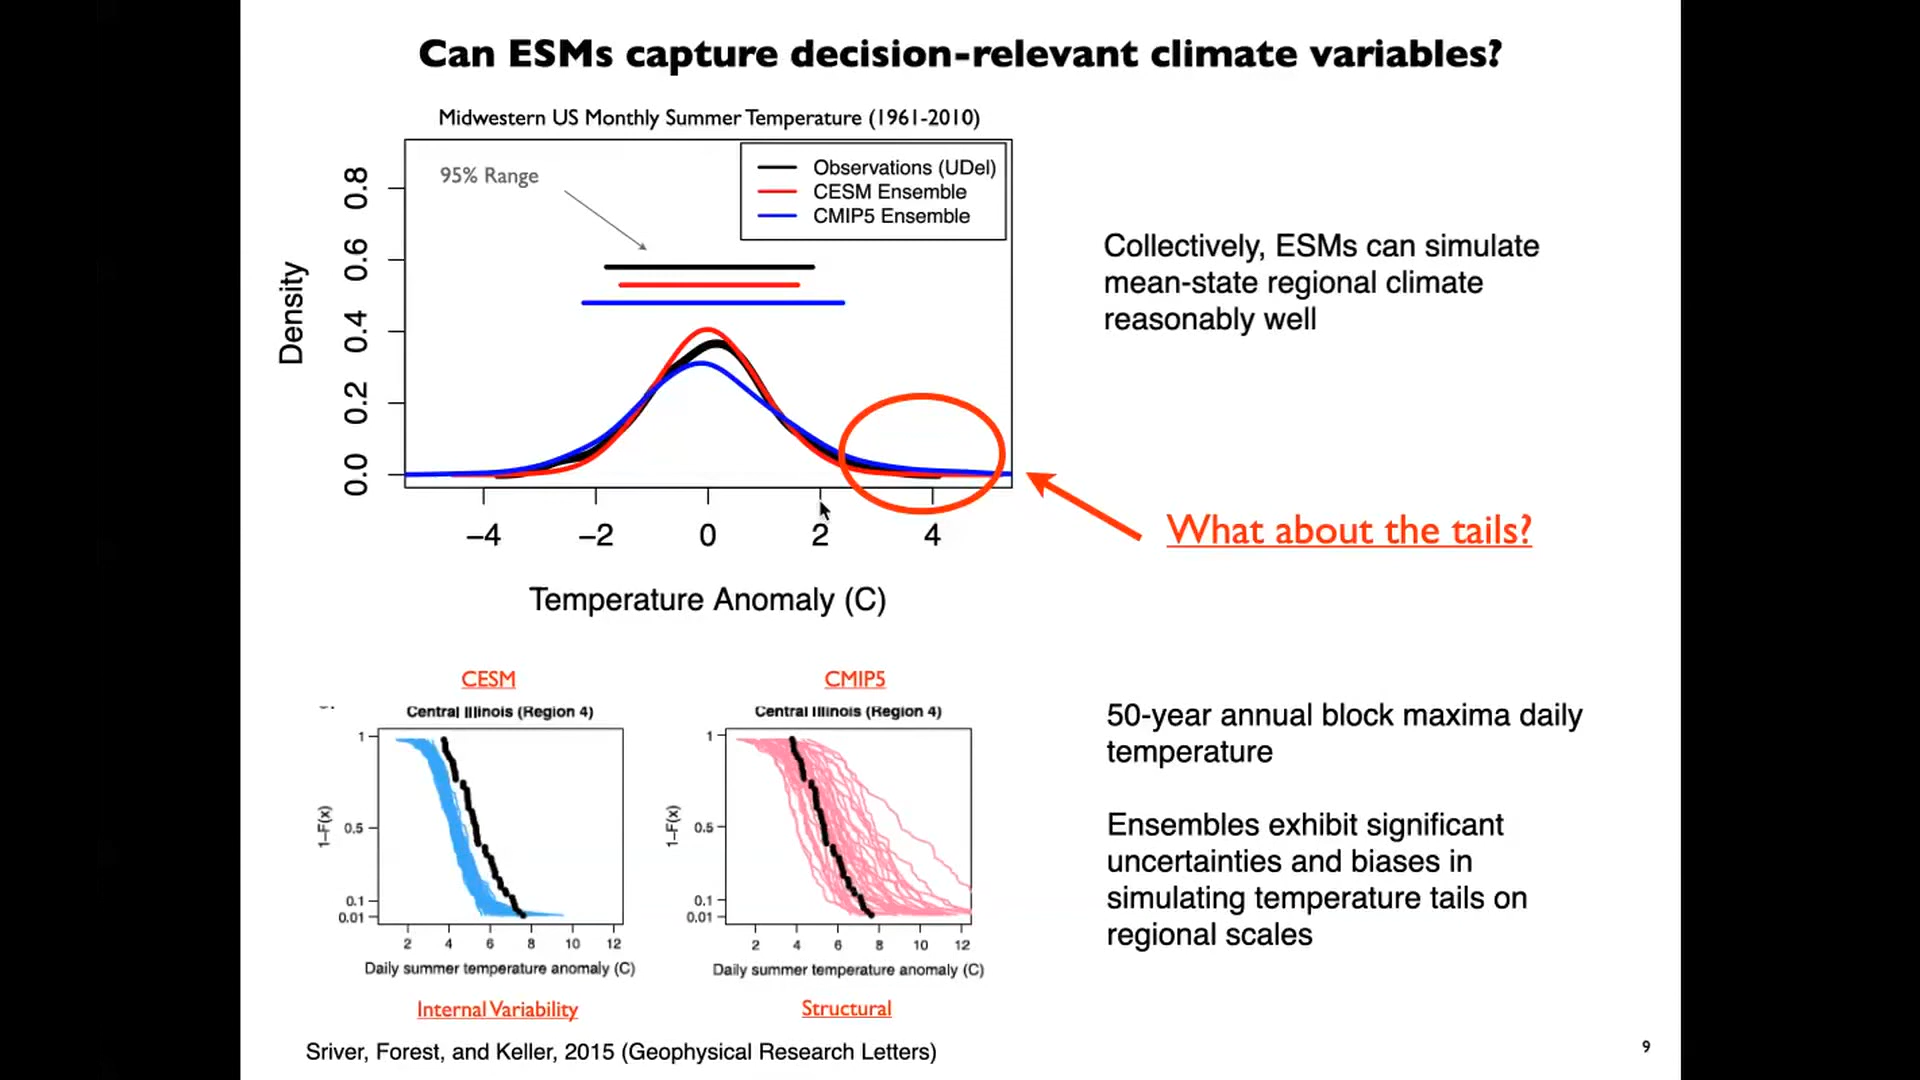 Can ESMs capture decision-relevant climate variables?
Midwestern US Monthly Summer Temperature (1961-2010)
95% Range
Observations (UDel)
CESM Ensemble
CMIP5 Ensemble
Density
0.0 0.2 0.4 0.6 0.8
−4 −2 0 2 4
Temperature Anomaly (C)
Collectively, ESMs can simulate
mean-state regional climate
reasonably well
What about the tails?
CESM
Central Illinois (Region 4)
1−F(x)
1
0.5
0.1
0.01
2 4 6 8 10 12
Daily summer temperature anomaly (C)
Internal Variability
CMIP5
Central Illinois (Region 4)
1−F(x)
1
0.5
0.1
0.01
2 4 6 8 10 12
Daily summer temperature anomaly (C)
Structural
50-year annual block maxima daily
temperature
Ensembles exhibit significant
uncertainties and biases in
simulating temperature tails on
regional scales
Sriver, Forest, and Keller, 2015 (Geophysical Research Letters)
9